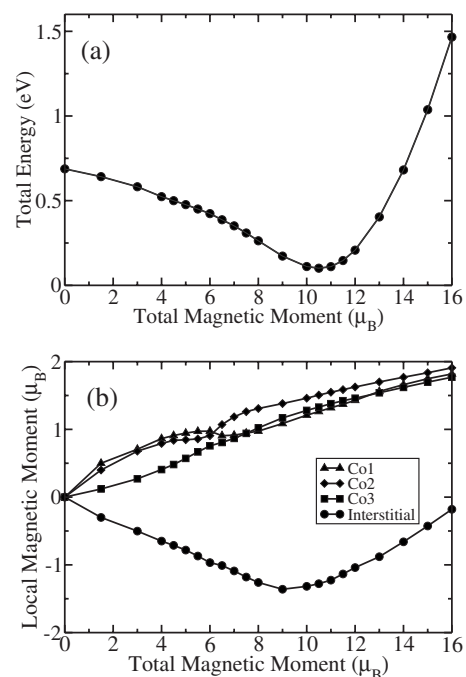 (a)
Total Energy (eV)
1.5
1
0.5
0
0 2 4 6 8 10 12 14 16
Total Magnetic Moment (μB)
(b)
Local Magnetic Moment (μB)
2
1
0
-1
-2
Co1
Co2
Co3
Interstitial
0 2 4 6 8 10 12 14 16
Total Magnetic Moment (μB)